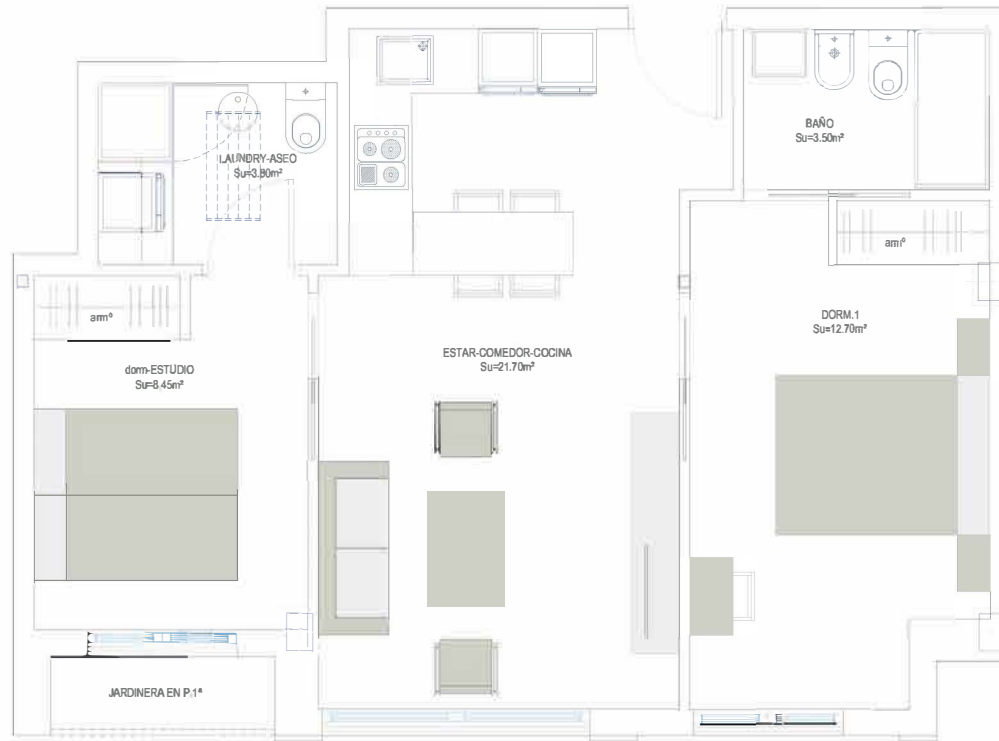 BAÑO
Su=3.50m²
LAUNDRY-ASEO
Su=3.80m²
armº
armº
DORM.1
Su=12.70m²
ESTAR-COMEDOR-COCINA
Su=21.70m²
dorm-ESTUDIO
Su=8.45m²
JARDINERA EN P.1ª